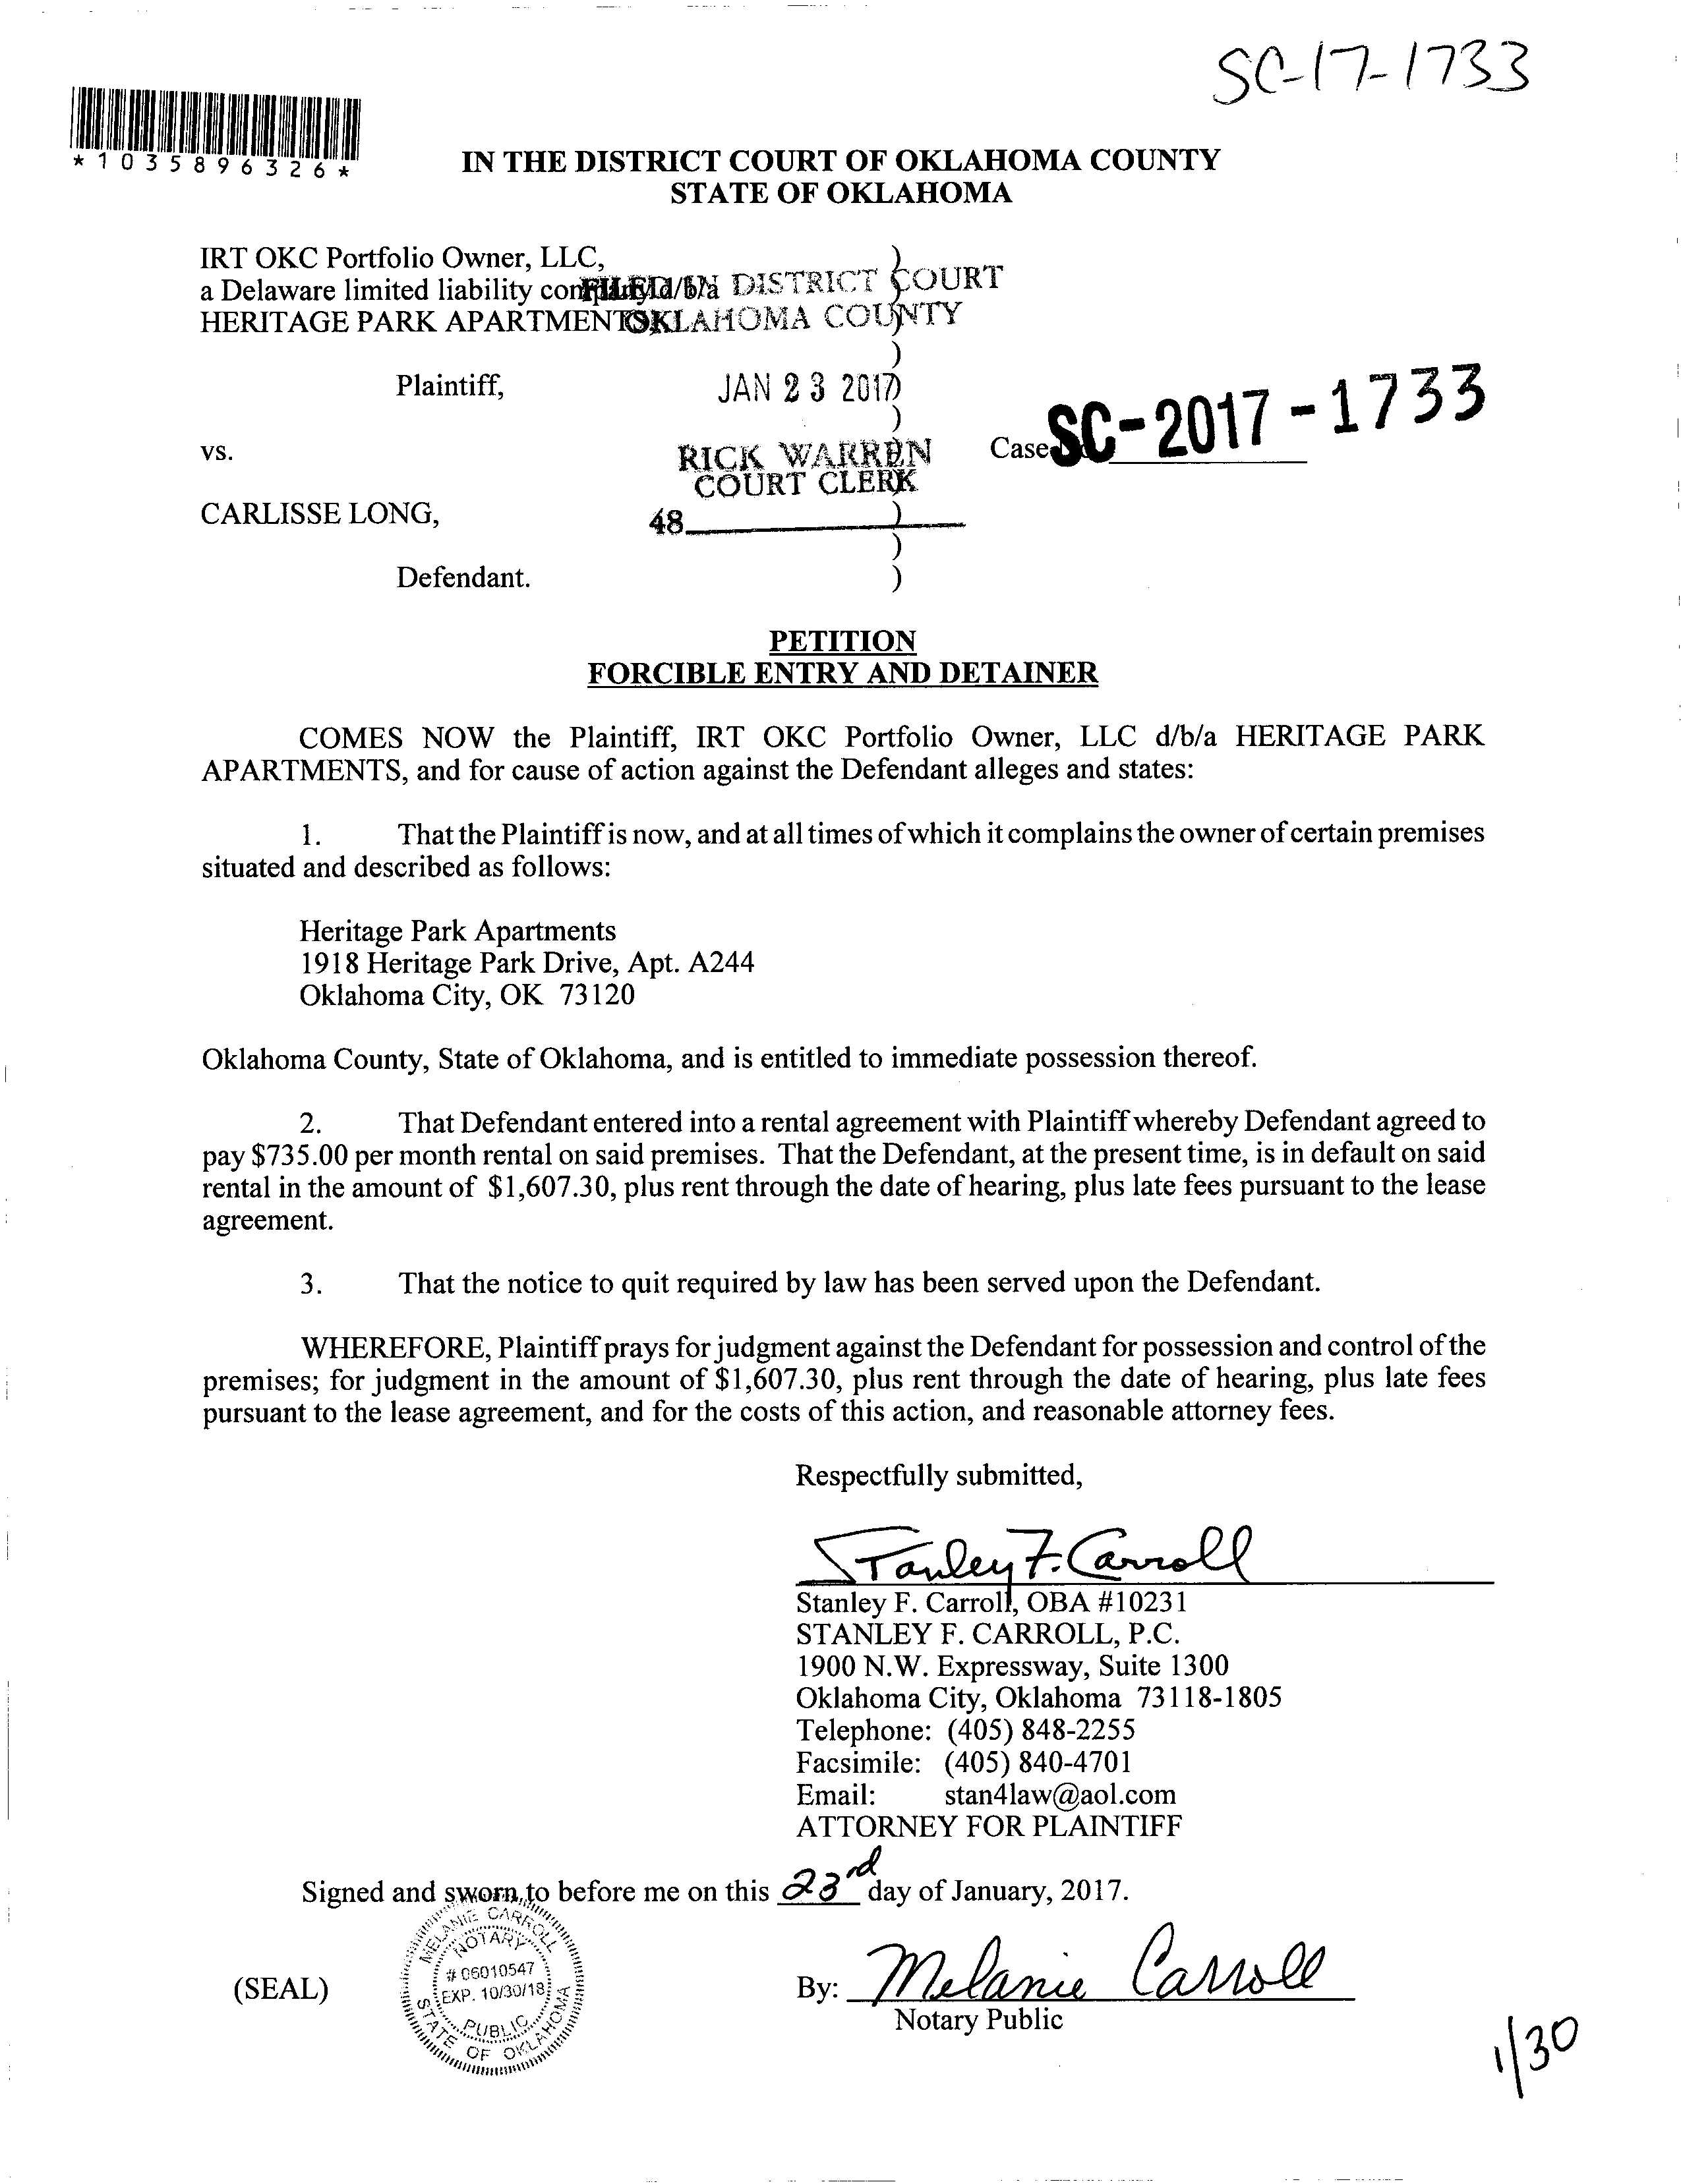 SC-17-1733
*1035896326*
IN THE DISTRICT COURT OF OKLAHOMA COUNTY
STATE OF OKLAHOMA
IRT OKC Portfolio Owner, LLC, )
a Delaware limited liability company d/b/a )
HERITAGE PARK APARTMENTS )
FILED IN DISTRICT COURT
OKLAHOMA COUNTY
)
Plaintiff, )
JAN 23 2017
)
vs. ) Case No. SC-2017-1733
RICK WARREN
COURT CLERK
CARLISSE LONG, )
48
)
Defendant. )
PETITION
FORCIBLE ENTRY AND DETAINER
COMES NOW the Plaintiff, IRT OKC Portfolio Owner, LLC d/b/a HERITAGE PARK
APARTMENTS, and for cause of action against the Defendant alleges and states:
1. That the Plaintiff is now, and at all times of which it complains the owner of certain premises
situated and described as follows:
Heritage Park Apartments
1918 Heritage Park Drive, Apt. A244
Oklahoma City, OK 73120
Oklahoma County, State of Oklahoma, and is entitled to immediate possession thereof.
2. That Defendant entered into a rental agreement with Plaintiff whereby Defendant agreed to
pay $735.00 per month rental on said premises. That the Defendant, at the present time, is in default on said
rental in the amount of $1,607.30, plus rent through the date of hearing, plus late fees pursuant to the lease
agreement.
3. That the notice to quit required by law has been served upon the Defendant.
WHEREFORE, Plaintiff prays for judgment against the Defendant for possession and control of the
premises; for judgment in the amount of $1,607.30, plus rent through the date of hearing, plus late fees
pursuant to the lease agreement, and for the costs of this action, and reasonable attorney fees.
Respectfully submitted,
Stanley F. Carroll
Stanley F. Carroll, OBA #10231
STANLEY F. CARROLL, P.C.
1900 N.W. Expressway, Suite 1300
Oklahoma City, Oklahoma 73118-1805
Telephone: (405) 848-2255
Facsimile: (405) 840-4701
Email: stan4law@aol.com
ATTORNEY FOR PLAINTIFF
Signed and sworn to before me on this 23rd day of January, 2017.
MELANIE CARROLL
NOTARY
# 06010547
EXP. 10/30/18
PUBLIC
STATE OF OKLAHOMA
(SEAL)
By: Melanie Carroll
Notary Public
1/30